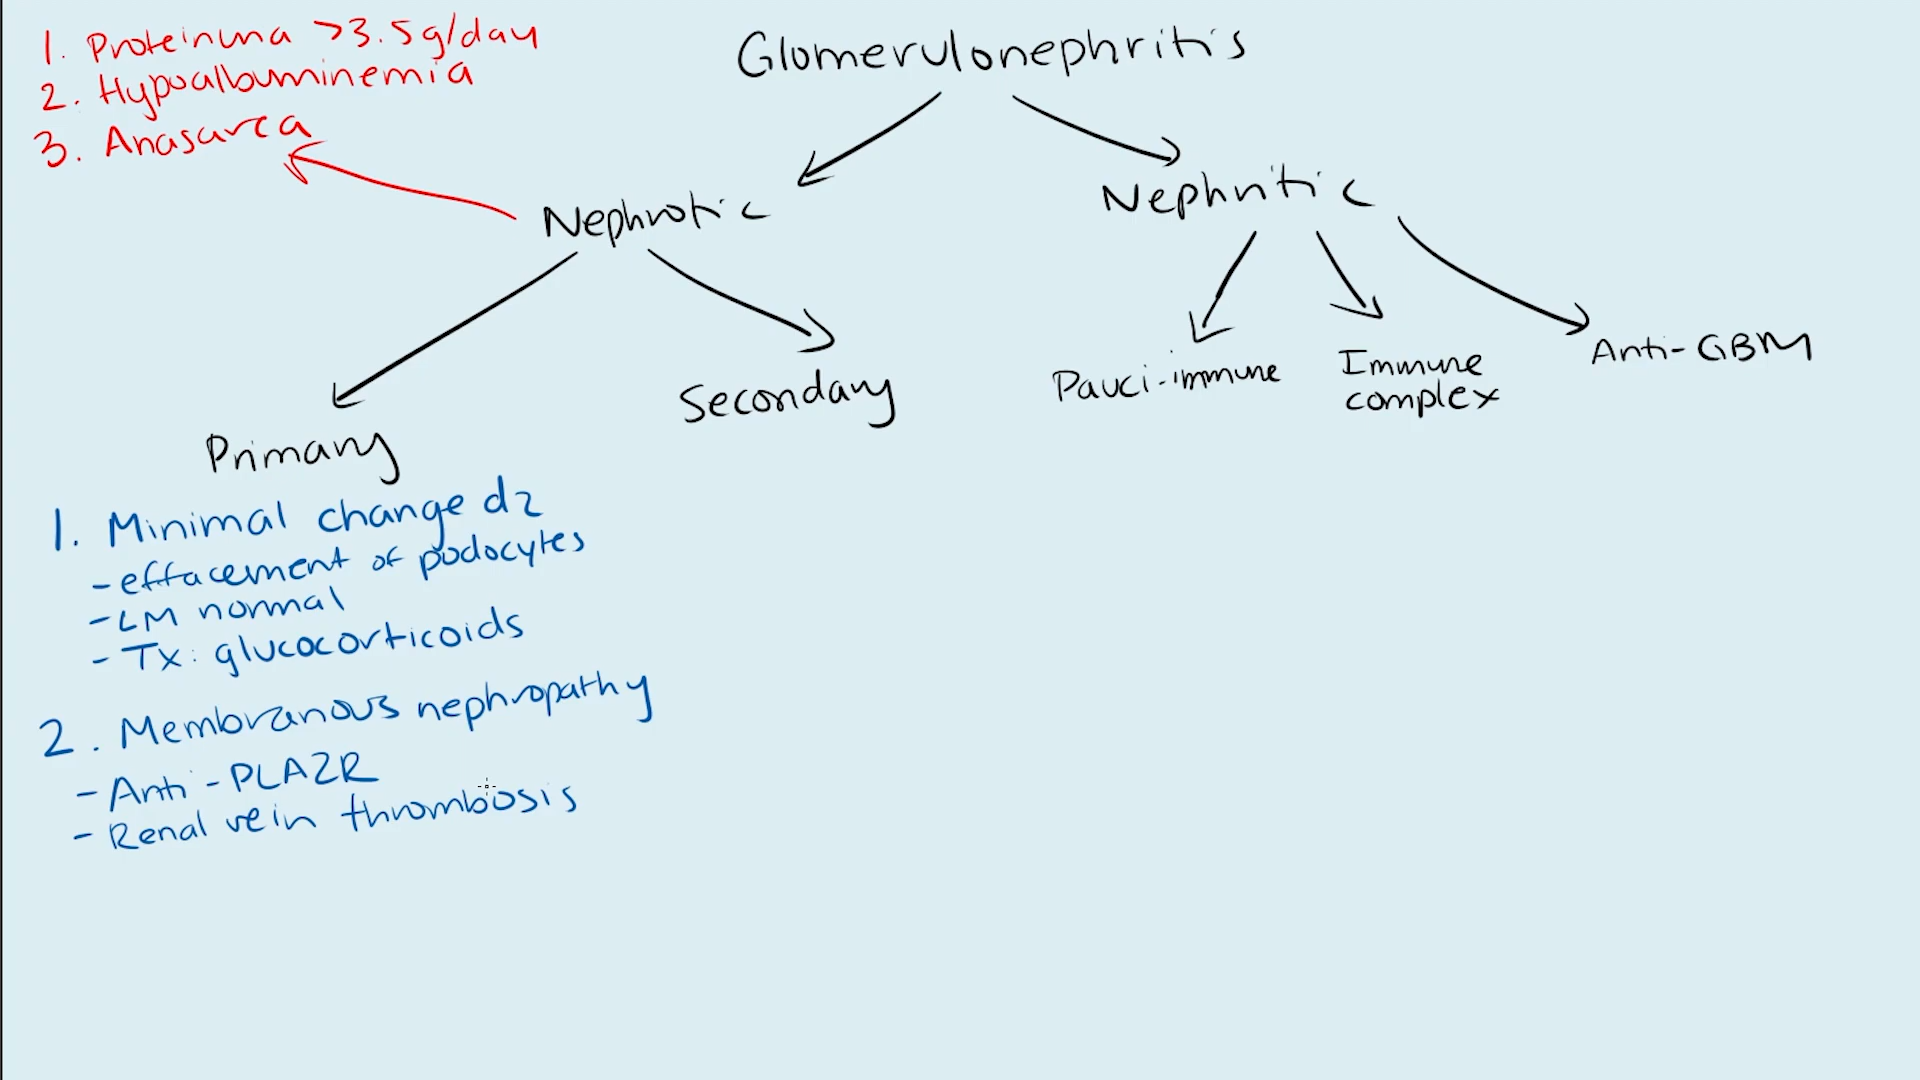 1. Proteinuria >3.5g/day
2. Hypoalbuminemia
3. Anasarca
Glomerulonephritis
Nephrotic
Nephritic
Primary
Secondary
Pauci-immune
Immune
complex
Anti-GBM
1. Minimal change dz
- effacement of podocytes
- LM normal
- Tx: glucocorticoids
2. Membranous nephropathy
- Anti-PLA2R
- Renal vein thrombosis